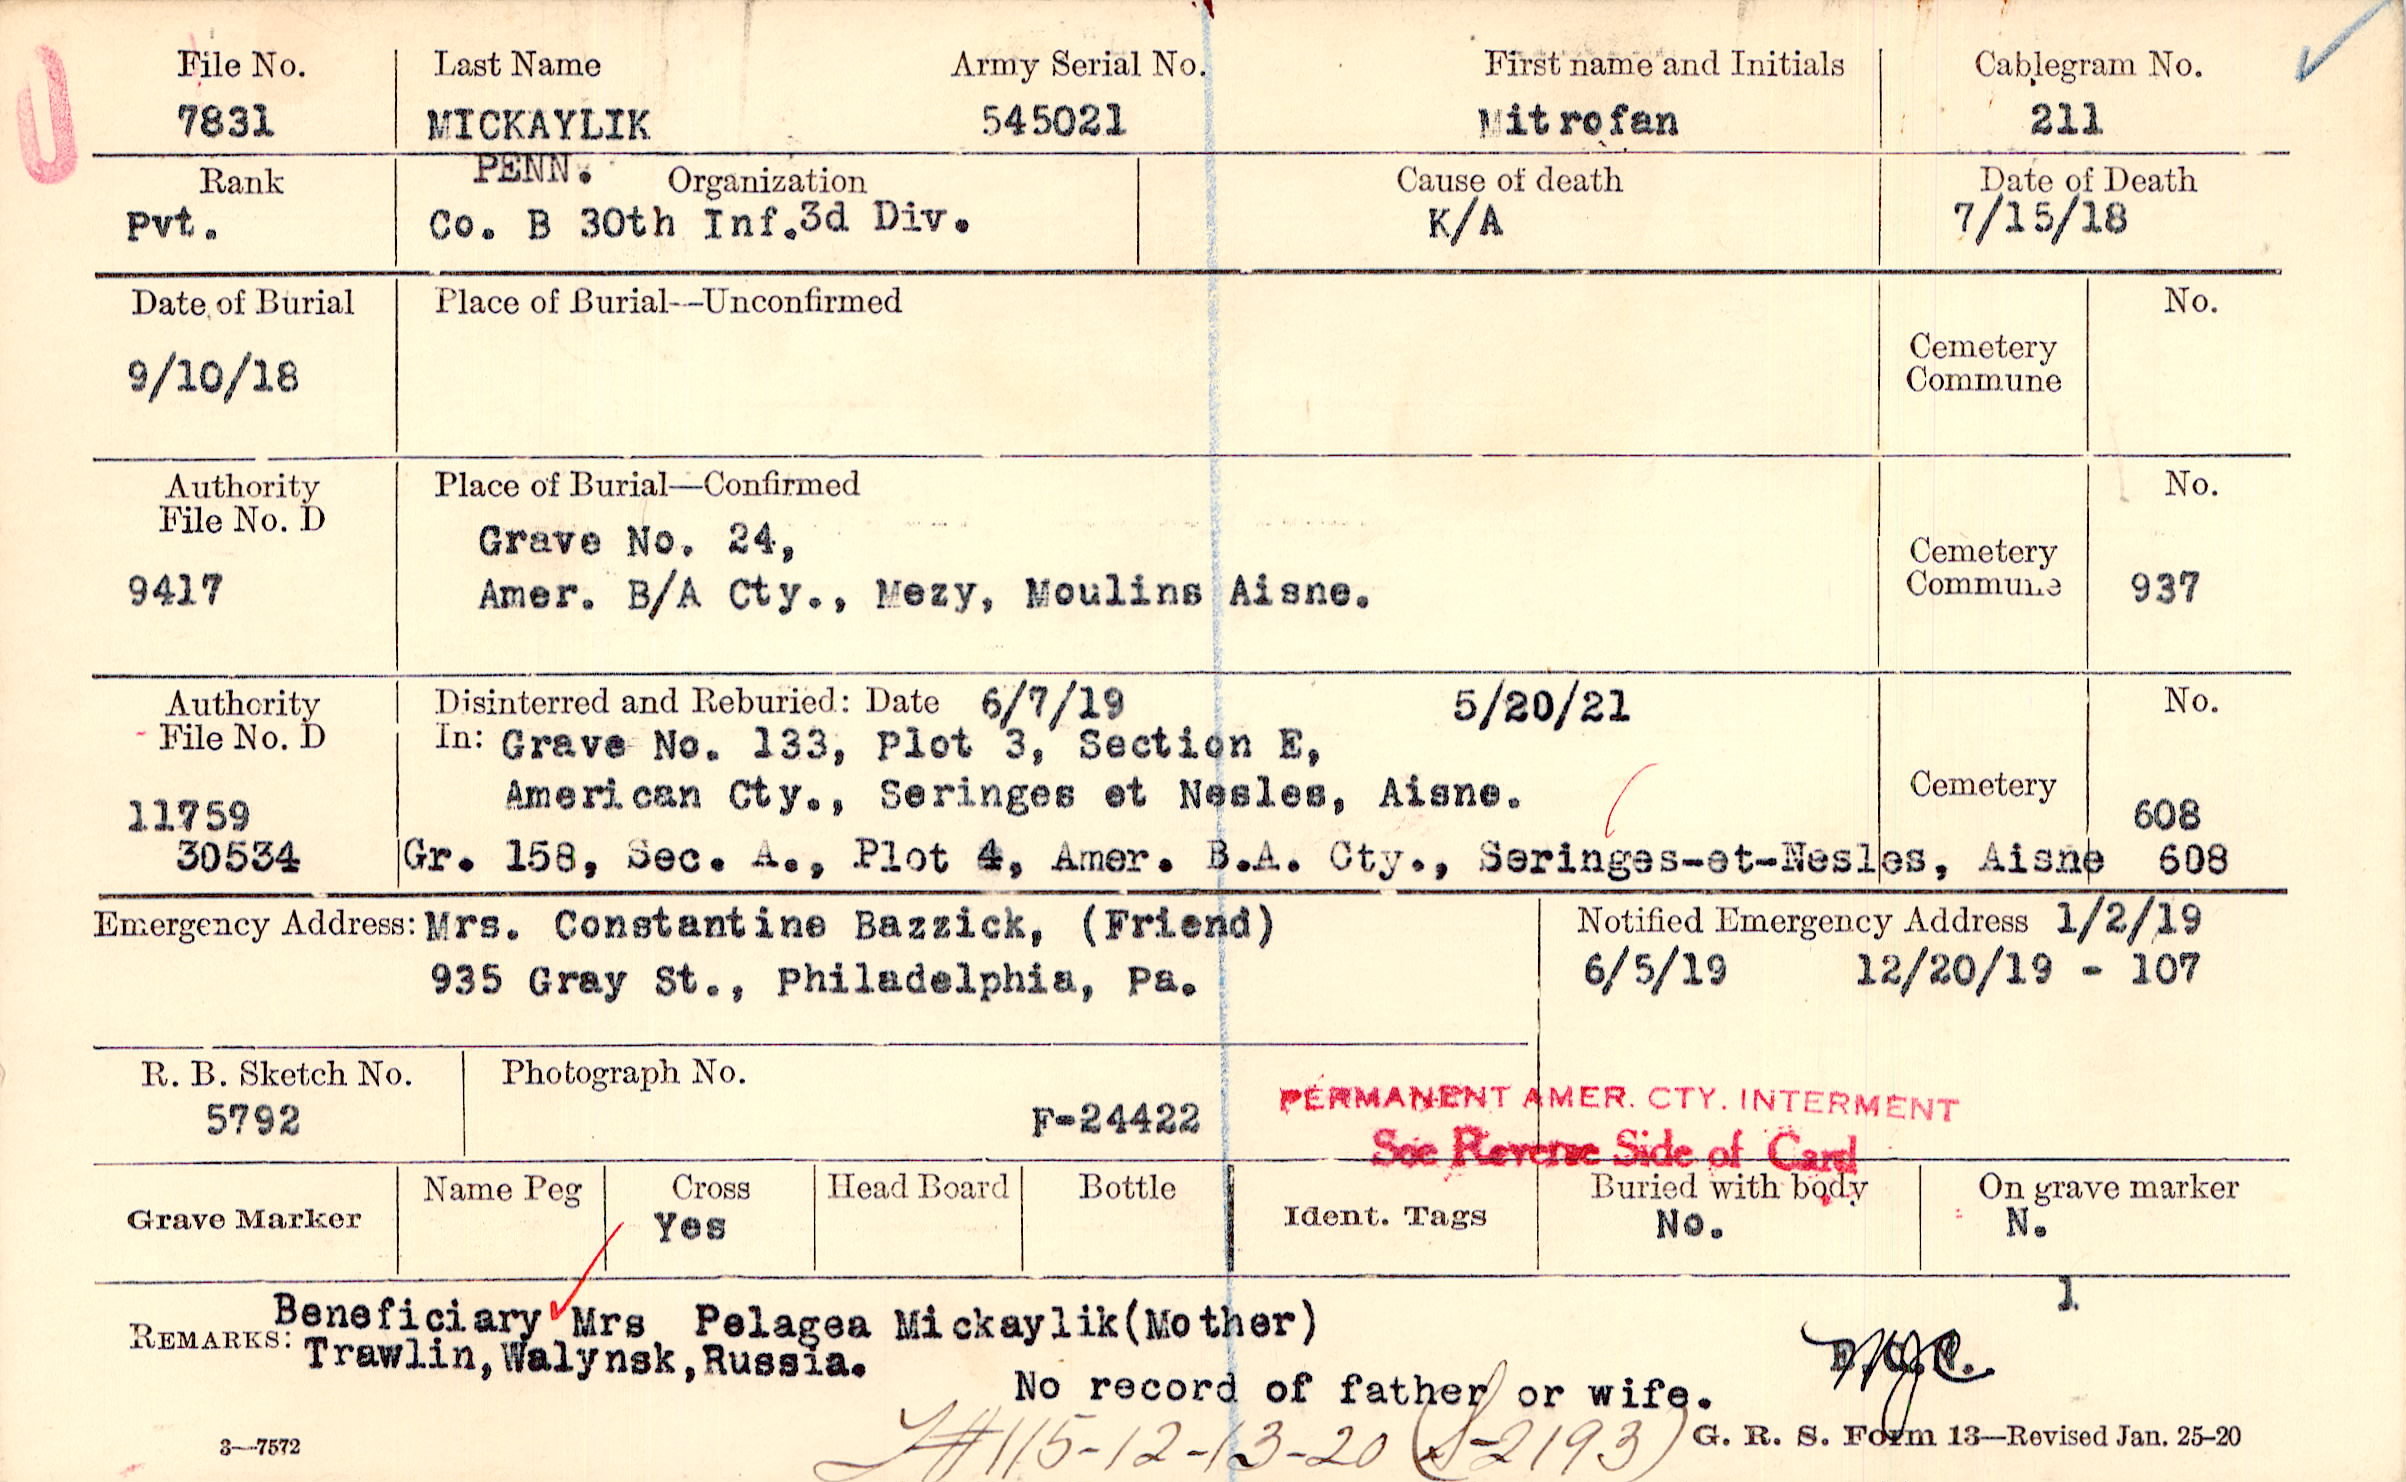 File No. Last Name Army Serial No. First name and Initials Cablegram No.
7831 MICKAYLIK 545021 Mitrofan 211
PENN.
Rank Organization Cause of death Date of Death
Pvt. Co. B 30th Inf.3d Div. K/A 7/15/18
Date of Burial Place of Burial--Unconfirmed No.
Cemetery
Commune
9/10/18
Authority Place of Burial—Confirmed No.
File No. D
Grave No. 24,
Cemetery
9417 Amer. B/A Cty., Mezy, Moulins Aisne. Commune 937
Authority Disinterred and Reburied: Date 6/7/19 5/20/21 No.
File No. D In: Grave No. 133, Plot 3, Section E,
American Cty., Seringes et Nesles, Aisne. Cemetery
11759 608
30534 Gr. 158, Sec. A., Plot 4, Amer. B.A. Cty., Seringes-et-Nesles, Aisne 608
Emergency Address: Mrs. Constantine Bazzick, (Friend) Notified Emergency Address 1/2/19
935 Gray St., Philadelphia, Pa. 6/5/19 12/20/19 - 107
R. B. Sketch No. Photograph No.
5792 F-24422
PERMANENT AMER. CTY. INTERMENT
See Reverse Side of Card
Grave Marker Name Peg Cross Head Board Bottle Ident. Tags Buried with body On grave marker
Yes No. N.
1
Beneficiary Mrs Pelagea Mickaylik(Mother)
REMARKS: Trawlin,Walynsk,Russia.
No record of father or wife.
#115-12-13-20 (S-2193)
3—7572 G. R. S. Form 13—Revised Jan. 25-20